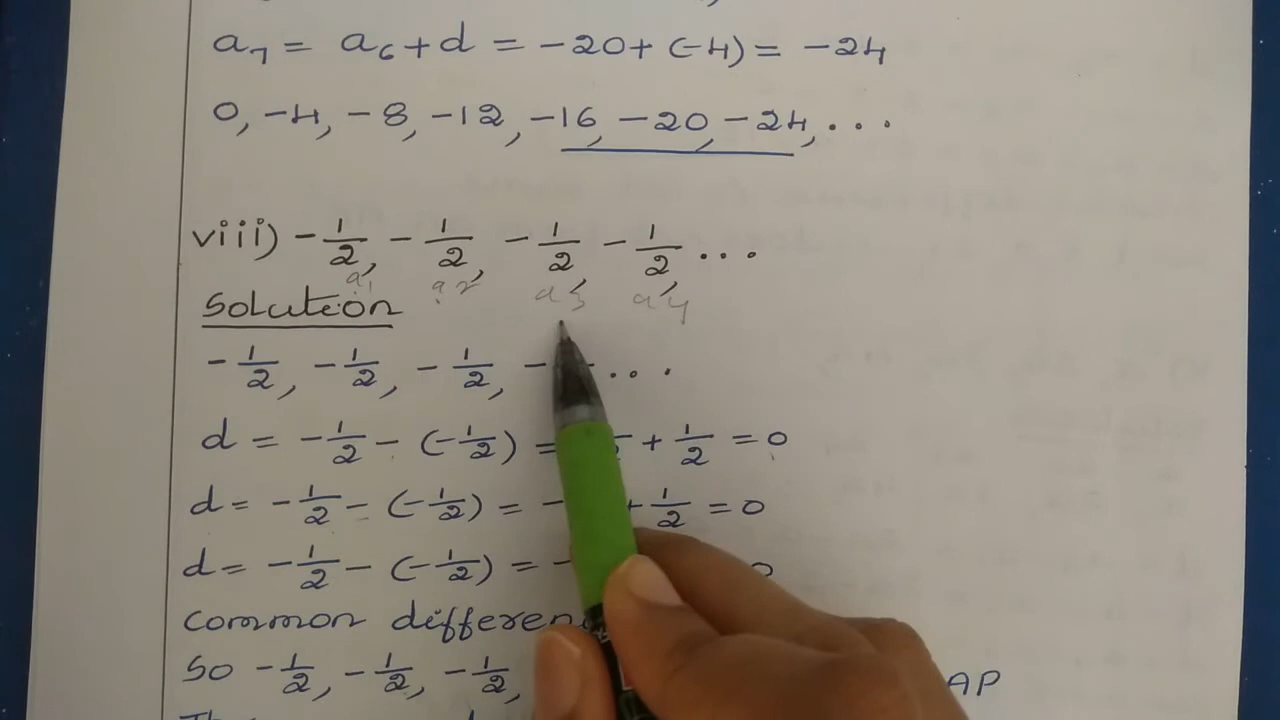 a₇ = a₆ + d = -20 + (-4) = -24
0, -4, -8, -12, -16, -20, -24, ...
viii) -1/2, -1/2, -1/2, -1/2 ...
a1 a2 a3 a4
Solution
-1/2, -1/2, -1/2, - ...
d = -1/2 - (-1/2) = + 1/2 = 0
d = -1/2 - (-1/2) = - + 1/2 = 0
d = -1/2 - (-1/2) = - 0
Common
So -1/2, -1/2, -1/2, AP